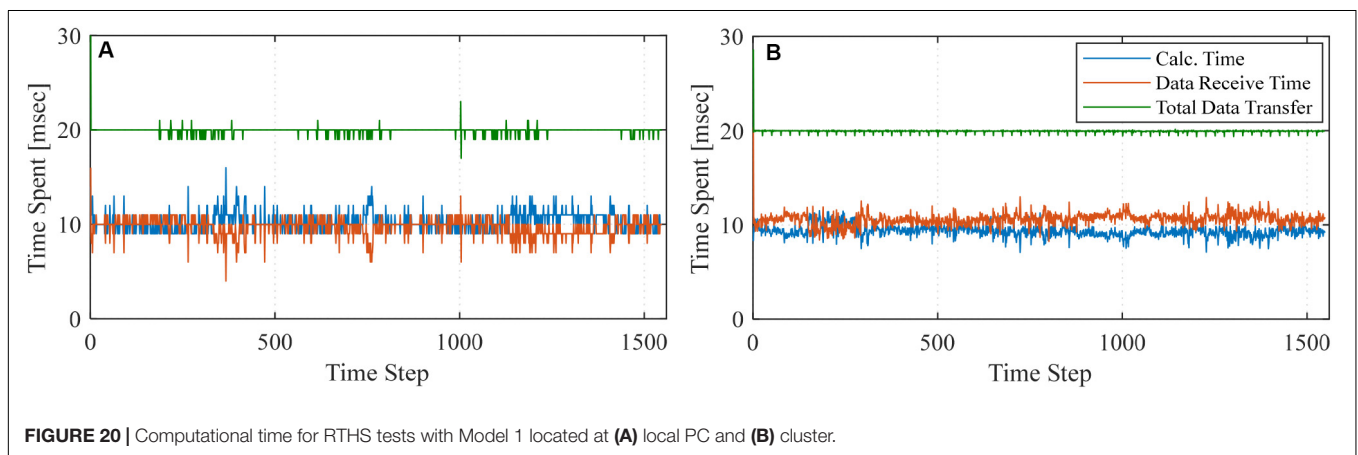 A
30
20
10
0
Time Spent [msec]
0
500
1000
1500
Time Step
B
Calc. Time
Data Receive Time
Total Data Transfer
30
20
10
0
Time Spent [msec]
0
500
1000
1500
Time Step
FIGURE 20 | Computational time for RTHS tests with Model 1 located at (A) local PC and (B) cluster.